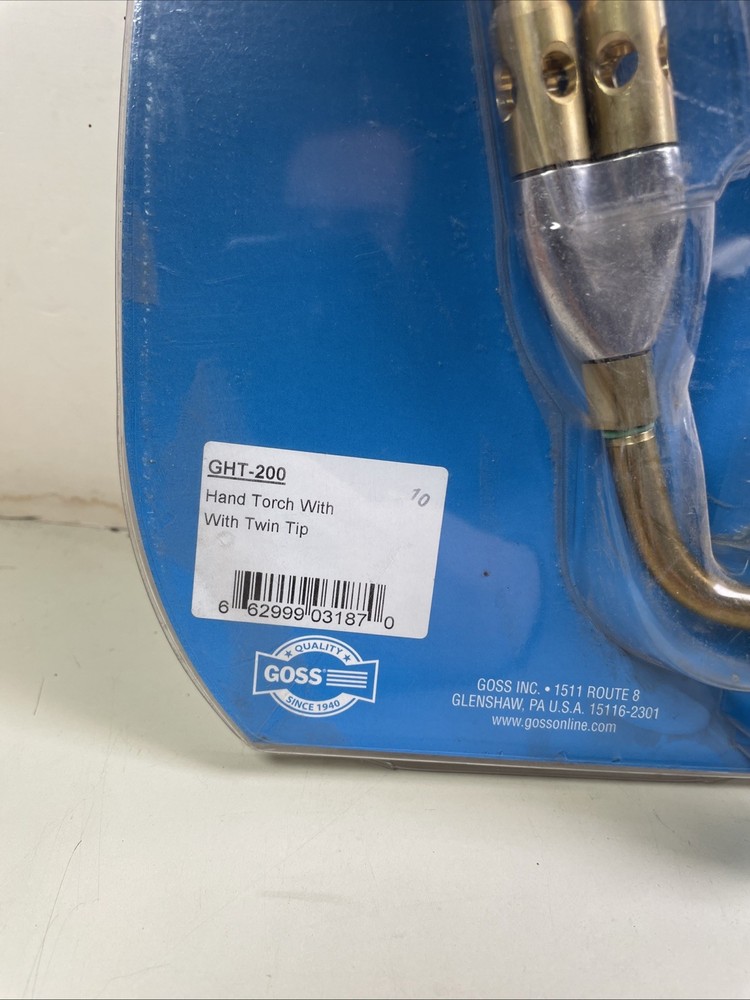 GHT-200
10
Hand Torch With
With Twin Tip
6 62999 03187 0
QUALITY
GOSS
SINCE 1940
GOSS INC. • 1511 ROUTE 8
GLENSHAW, PA U.S.A. 15116-2301
www.gossonline.com